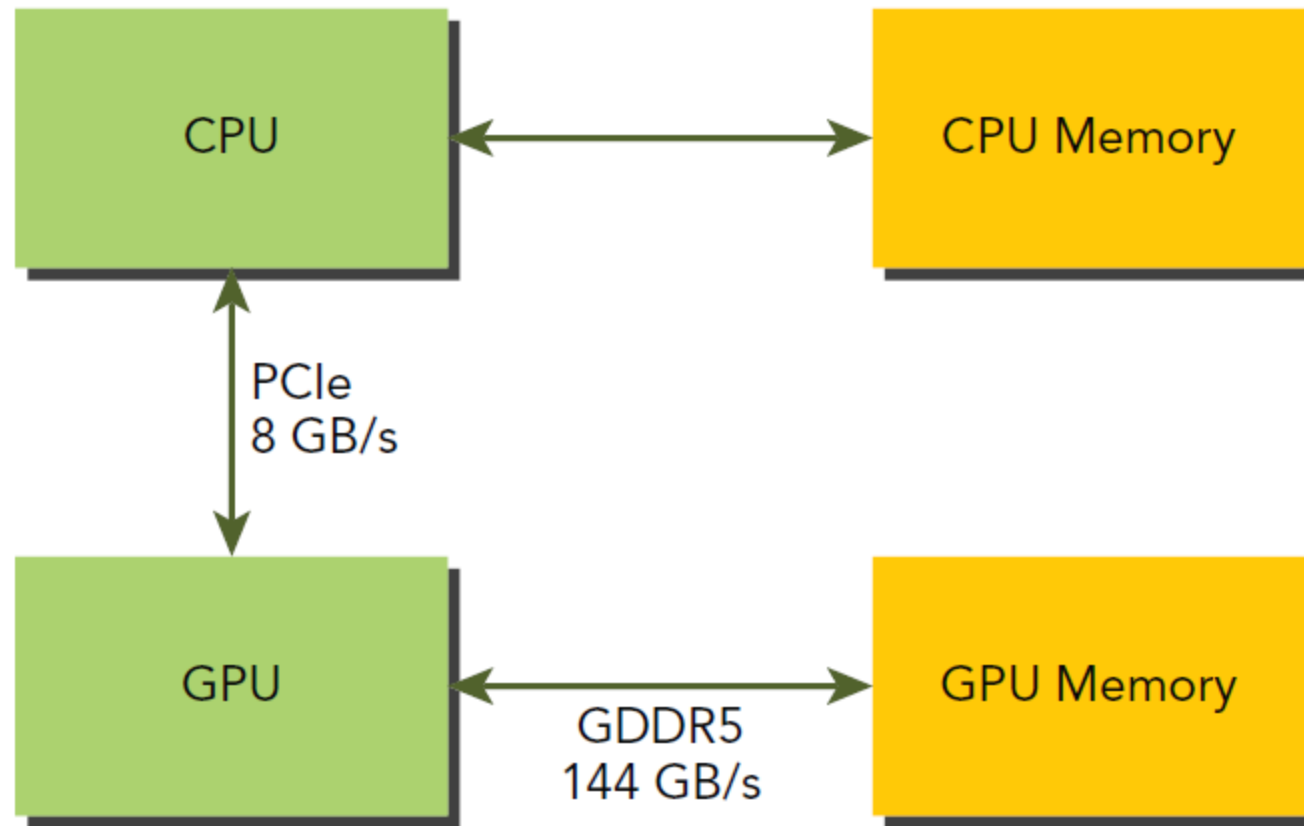 CPU
CPU Memory
PCIe
8 GB/s
GPU
GDDR5
144 GB/s
GPU Memory